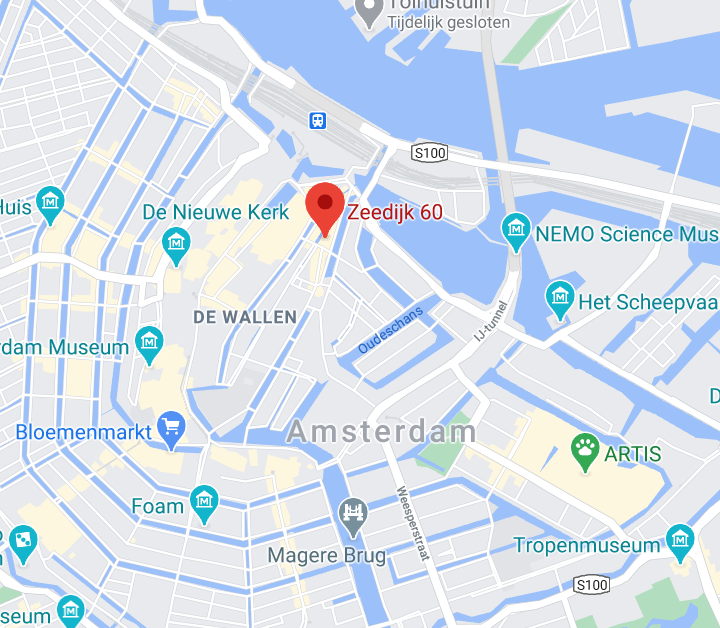 Tolhuistuin
Tijdelijk gesloten
S100
Huis
De Nieuwe Kerk
Zeedijk 60
NEMO Science Mus
Het Scheepvaa
DE WALLEN
IJ-tunnel
Oudeschans
rdam Museum
D
Bloemenmarkt
Amsterdam
ARTIS
Foam
Weesperstraat
Magere Brug
Tropenmuseum
S100
seum